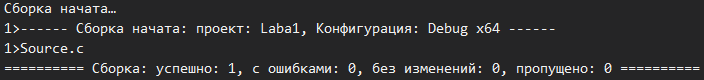 Сборка начата…
1>------ Сборка начата: проект: Laba1, Конфигурация: Debug x64 ------
1>Source.c
========== Сборка: успешно: 1, с ошибками: 0, без изменений: 0, пропущено: 0 ==========